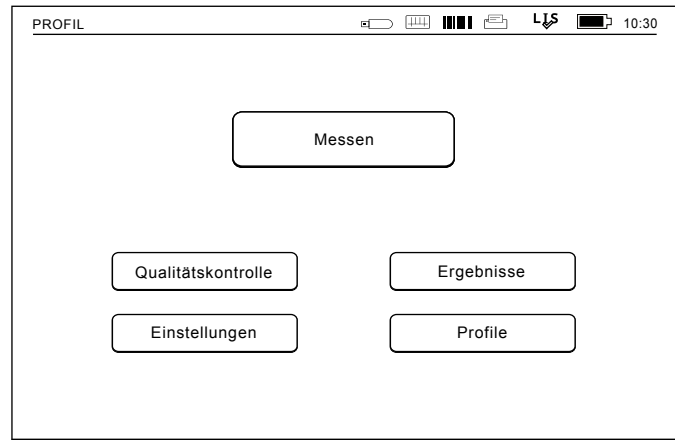 PROFIL LIS 10:30
Messen
Qualitätskontrolle Ergebnisse
Einstellungen Profile